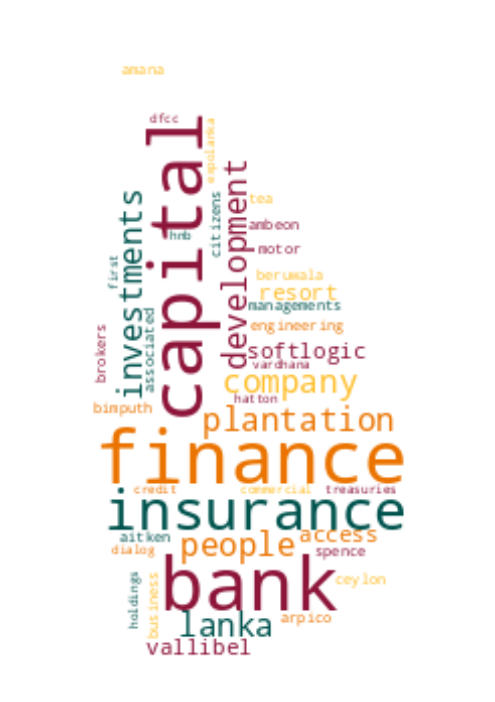 amana
dfcc
capital
expolanka
development
investments
citizens
tea
ambeon
hnb
motor
first
beruwala
resort
managements
associated
engineering
brokers
softlogic
vardhana
company
hatton
bimputh
plantation
finance
credit
commercial
treasuries
insurance
aitken
people
access
dialog
spence
bank
holdings
business
ceylon
lanka
arpico
vallibel